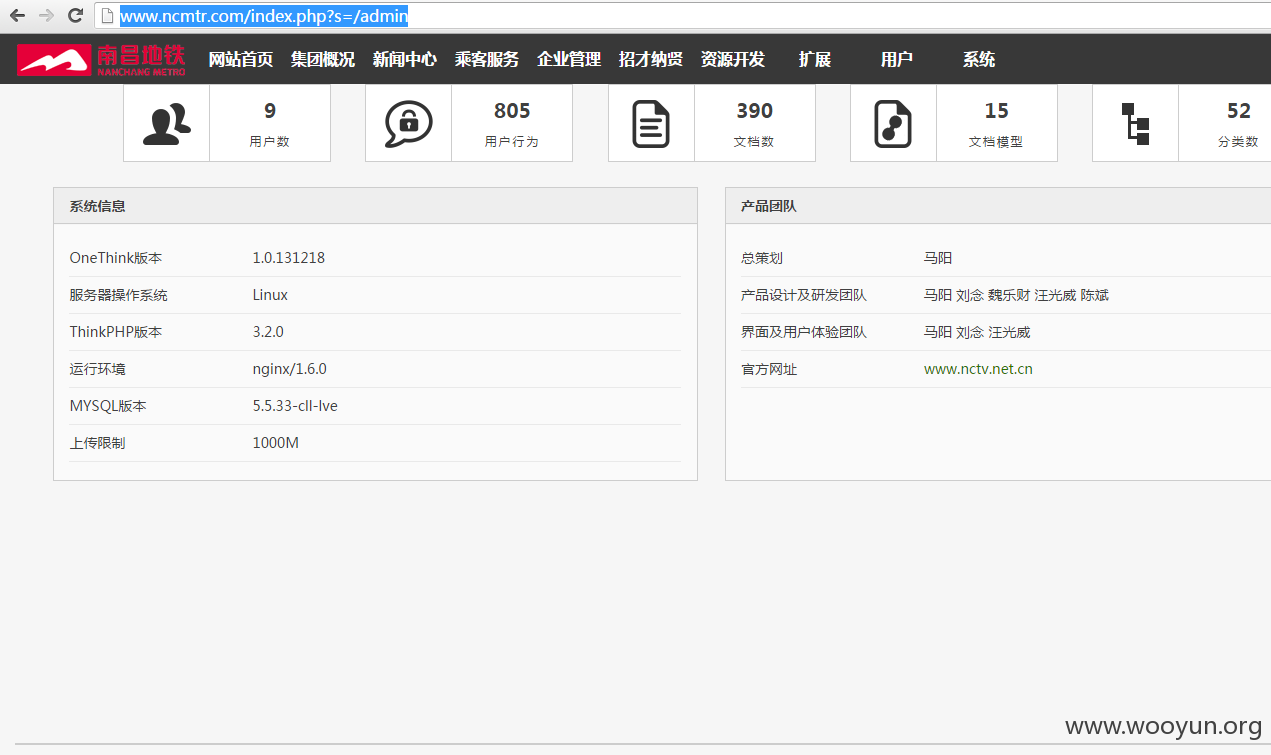 www.ncmtr.com/index.php?s=/admin
南昌地铁
NANCHANG METRO
网站首页 集团概况 新闻中心 乘客服务 企业管理 招才纳贤 资源开发 扩展 用户 系统
9 805 390 15 52
用户数 用户行为 文档数 文档模型 分类数
系统信息
OneThink版本 1.0.131218
服务器操作系统 Linux
ThinkPHP版本 3.2.0
运行环境 nginx/1.6.0
MYSQL版本 5.5.33-cll-lve
上传限制 1000M
产品团队
总策划 马阳
产品设计及研发团队 马阳 刘念 魏乐财 汪光威 陈斌
界面及用户体验团队 马阳 刘念 汪光威
官方网址 www.nctv.net.cn
www.wooyun.org